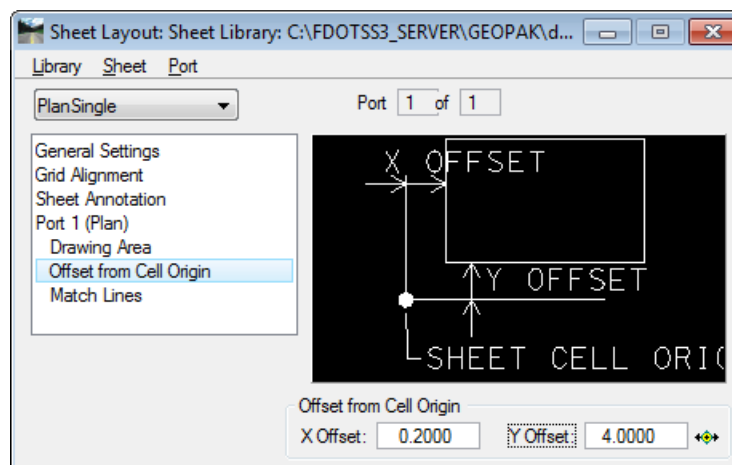 Sheet Layout: Sheet Library: C:\FDOTSS3_SERVER\GEOPAK\d...
Library Sheet Port
PlanSingle Port 1 of 1
General Settings
Grid Alignment
Sheet Annotation
Port 1 (Plan)
Drawing Area
Offset from Cell Origin
Match Lines
X OFFSET
Y OFFSET
SHEET CELL ORIG
Offset from Cell Origin
X Offset: 0.2000 Y Offset: 4.0000